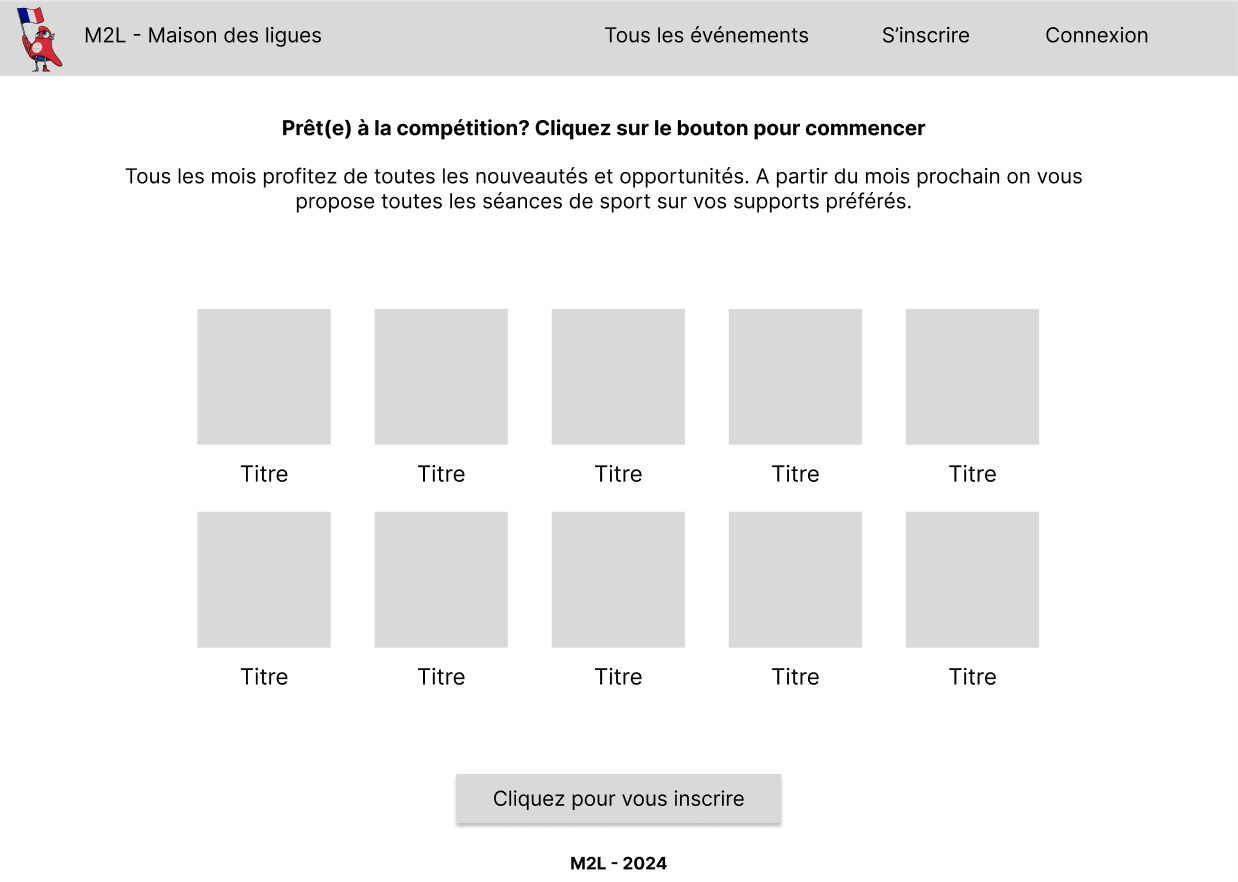 M2L - Maison des ligues
Tous les événements
S’inscrire
Connexion
Prêt(e) à la compétition? Cliquez sur le bouton pour commencer
Tous les mois profitez de toutes les nouveautés et opportunités. A partir du mois prochain on vous
propose toutes les séances de sport sur vos supports préférés.
Titre
Titre
Titre
Titre
Titre
Titre
Titre
Titre
Titre
Titre
Cliquez pour vous inscrire
M2L - 2024